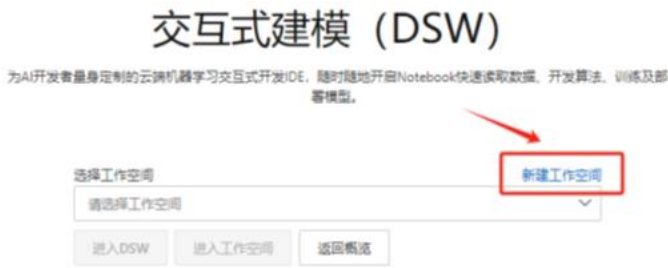 交互式建模（DSW）
为AI开发者量身定制的云端机器学习交互式开发IDE，随时随地开启Notebook快速读取数据、开发算法、训练及部
署模型。
选择工作空间 新建工作空间
请选择工作空间
进入DSW 进入工作空间 返回概览